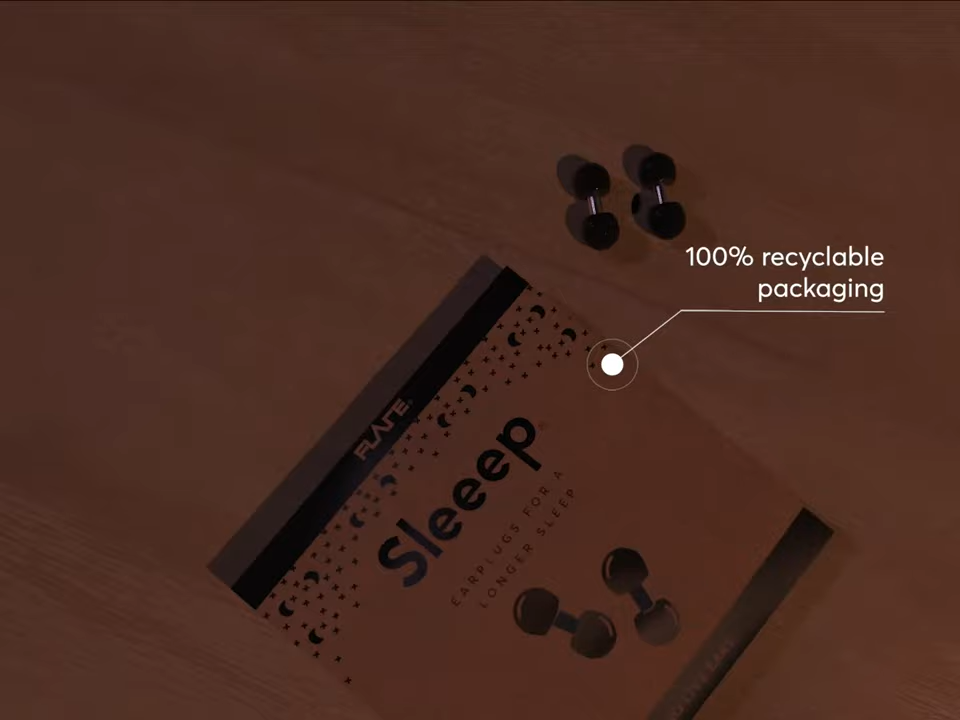 100% recyclable
packaging
FLARE
Sleeep
EARPLUGS FOR A
LONGER SLEEP